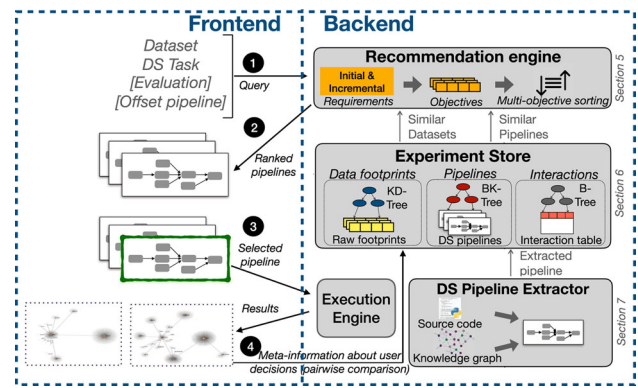 Frontend
Backend
Dataset
DS Task
[Evaluation]
[Offset pipeline]
1
Query
2
Ranked
pipelines
3
Selected
pipeline
Results
4
Meta-information about user
decisions (pairwise comparison)
Recommendation engine
Initial &
Incremental
Requirements
Objectives
Multi-objective sorting
Section 5
Similar
Datasets
Similar
Pipelines
Experiment Store
Data footprints
Pipelines
Interactions
KD-
Tree
BK-
Tree
B-
Tree
Raw footprints
DS pipelines
Interaction table
Section 6
Extracted
pipeline
Execution
Engine
DS Pipeline Extractor
Source code
Knowledge graph
Section 7